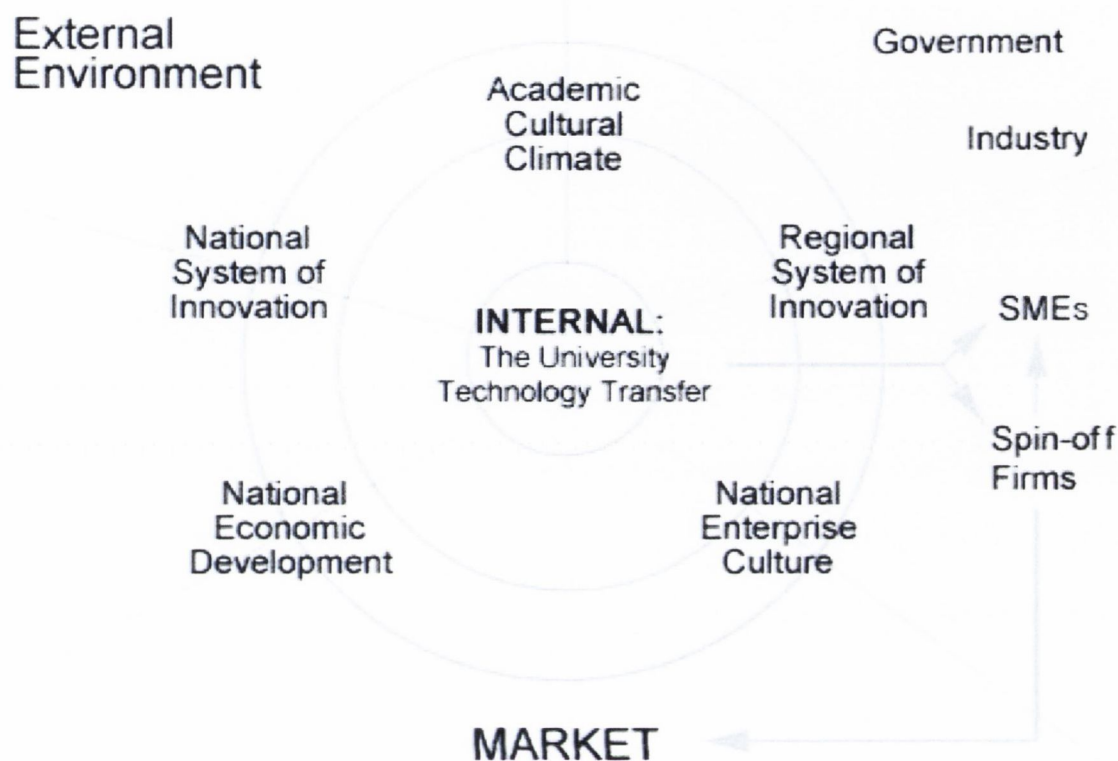 External
Environment
Government
Academic
Cultural
Climate
Industry
National
System of
Innovation
Regional
System of
Innovation
SMEs
INTERNAL:
The University
Technology Transfer
Spin-off
Firms
National
Economic
Development
National
Enterprise
Culture
MARKET